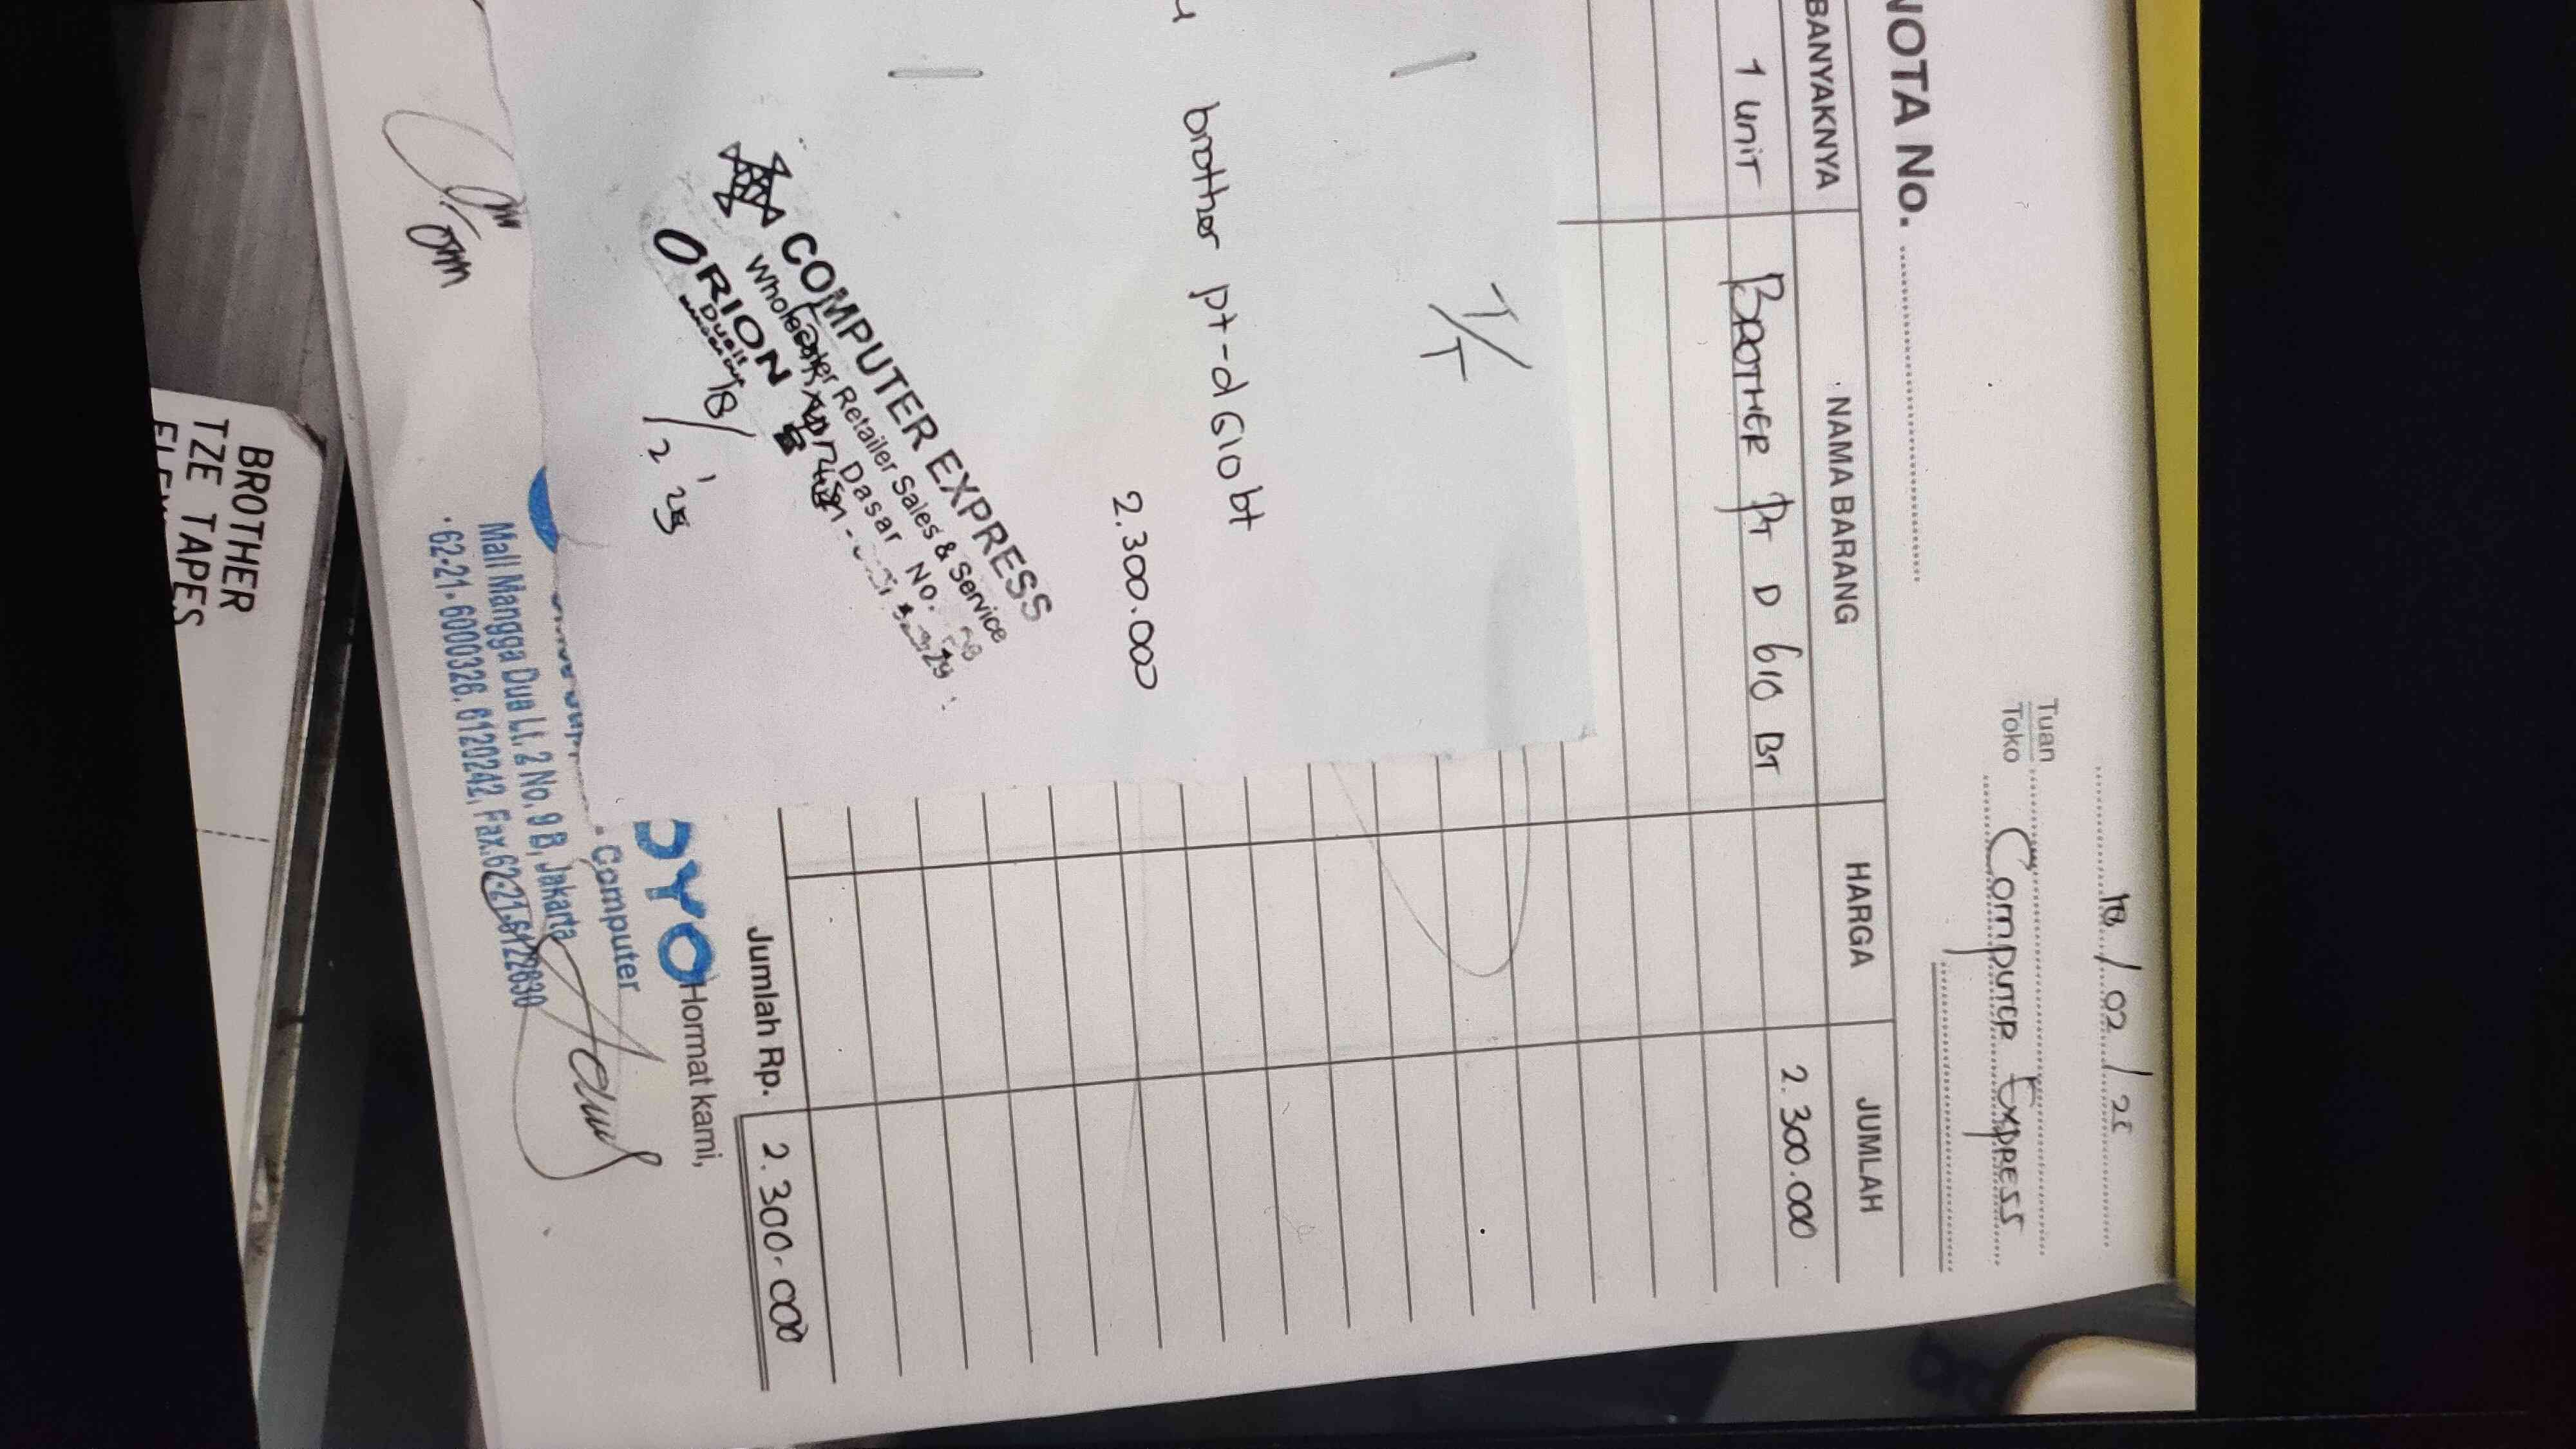 18/02/25
Tuan
Toko Computer Express
NOTA No.
BANYAKNYA NAMA BARANG HARGA JUMLAH
1 unit BROTHER PT D 610 BT 2.300.000
T/T
brother pt-d610bt
2.300.000
COMPUTER EXPRESS
Wholesaler Retailer Sales & Service
ORION Dasar No.
18/2 '25
Jumlah Rp. 2.300.000
Hormat kami,
DYO
Computer
Mall Mangga Dua Lt. 2 No. 9 B, Jakarta
62-21-6000326. 6120242, Fax.62-21-6122630
BROTHER
TZE TAPES